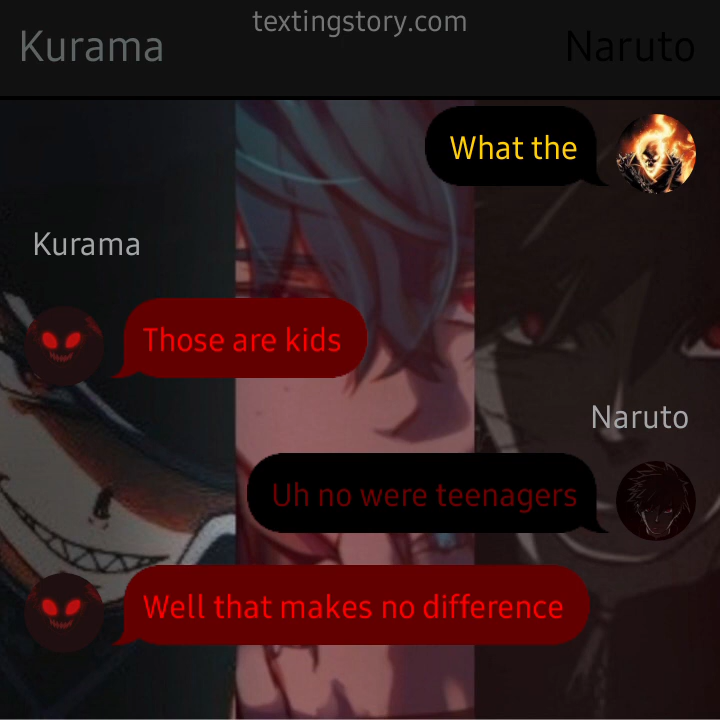 textingstory.com
Kurama
Naruto
What the
Kurama
Those are kids
Naruto
Uh no were teenagers
Well that makes no difference